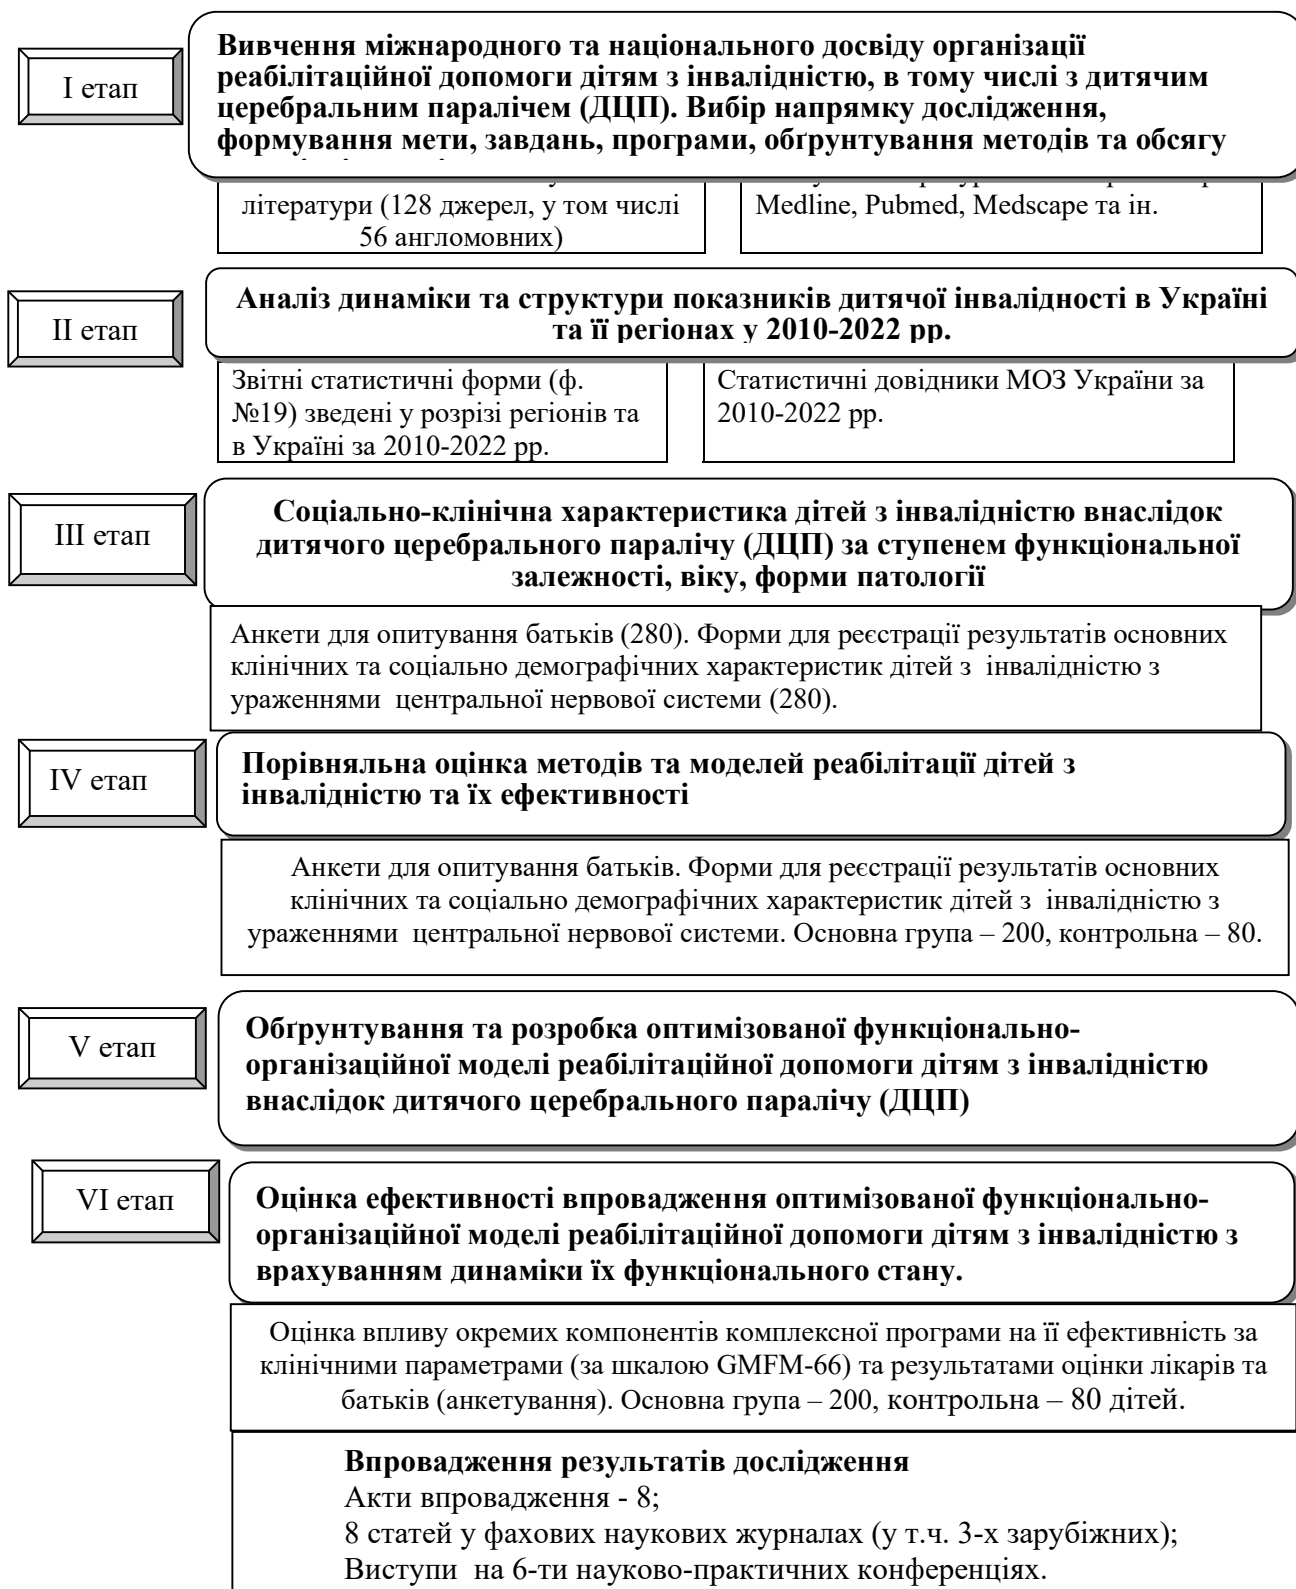 I етап
Вивчення міжнародного та національного досвіду організації
реабілітаційної допомоги дітям з інвалідністю, в тому числі з дитячим
церебральним паралічем (ДЦП). Вибір напрямку дослідження,
формування мети, завдань, програми, обґрунтування методів та обсягу
літератури (128 джерел, у том числі
56 англомовних)
Medline, Pubmed, Medscape та ін.
II етап
Аналіз динаміки та структури показників дитячої інвалідності в Україні
та її регіонах у 2010-2022 рр.
Звітні статистичні форми (ф.
№19) зведені у розрізі регіонів та
в Україні за 2010-2022 рр.
Статистичні довідники МОЗ України за
2010-2022 рр.
III етап
Соціально-клінічна характеристика дітей з інвалідністю внаслідок
дитячого церебрального паралічу (ДЦП) за ступенем функціональної
залежності, віку, форми патології
Анкети для опитування батьків (280). Форми для реєстрації результатів основних
клінічних та соціально демографічних характеристик дітей з інвалідністю з
ураженнями центральної нервової системи (280).
IV етап
Порівняльна оцінка методів та моделей реабілітації дітей з
інвалідністю та їх ефективності
Анкети для опитування батьків. Форми для реєстрації результатів основних
клінічних та соціально демографічних характеристик дітей з інвалідністю з
ураженнями центральної нервової системи. Основна група – 200, контрольна – 80.
V етап
Обґрунтування та розробка оптимізованої функціонально-
організаційної моделі реабілітаційної допомоги дітям з інвалідністю
внаслідок дитячого церебрального паралічу (ДЦП)
VI етап
Оцінка ефективності впровадження оптимізованої функціонально-
організаційної моделі реабілітаційної допомоги дітям з інвалідністю з
врахуванням динаміки їх функціонального стану.
Оцінка впливу окремих компонентів комплексної програми на її ефективність за
клінічними параметрами (за шкалою GMFM-66) та результатами оцінки лікарів та
батьків (анкетування). Основна група – 200, контрольна – 80 дітей.
Впровадження результатів дослідження
Акти впровадження - 8;
8 статей у фахових наукових журналах (у т.ч. 3-х зарубіжних);
Виступи на 6-ти науково-практичних конференціях.